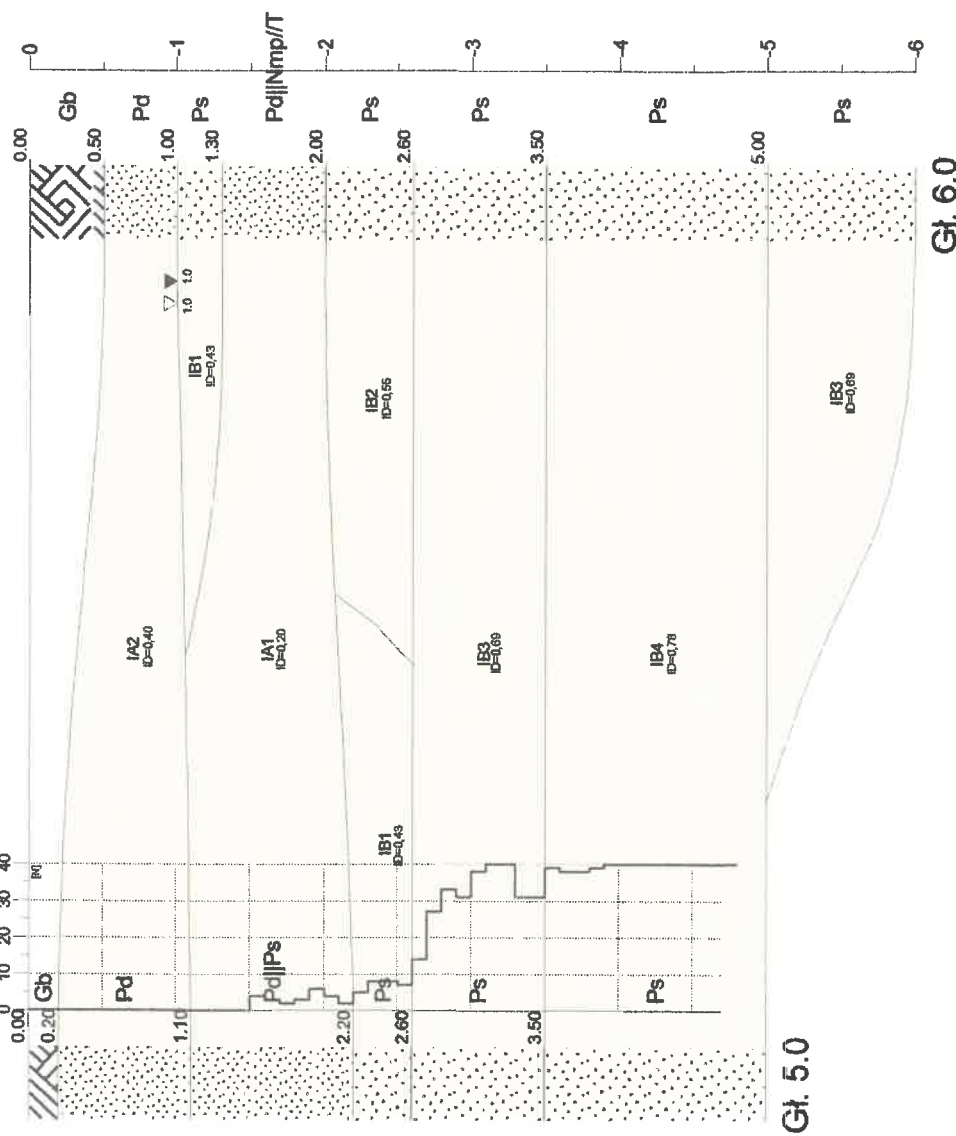 0
-1
-2
-3
-4
-5
-6
Gb
Pd
Ps
Pd||Nmp//T
Ps
Ps
Ps
Ps
0.00
0.50
1.00
1.30
2.00
2.60
3.50
5.00
Gł. 6.0
1.0
1.0
IB1
ID=0,43
IB2
ID=0,55
IB3
ID=0,69
IA2
ID=0,40
IA1
ID=0,20
IB3
ID=0,69
IB4
ID=0,78
IB1
ID=0,43
40
30
20
10
0
[N]
Gb
Pd
Pd||Ps
Ps
Ps
Ps
0.00
0.20
1.10
2.20
2.60
3.50
Gł. 5.0